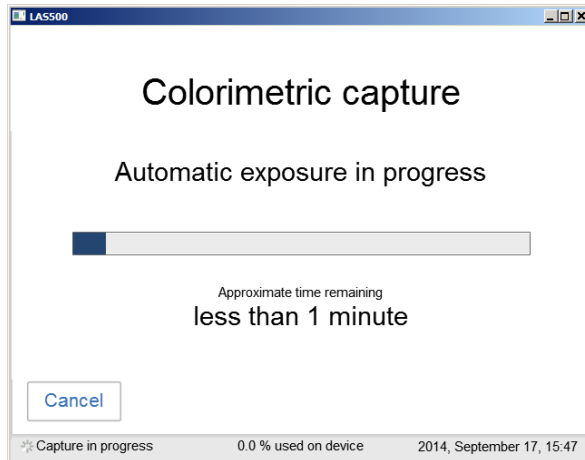 LAS500
Colorimetric capture
Automatic exposure in progress
Approximate time remaining
less than 1 minute
Cancel
Capture in progress 0.0 % used on device 2014, September 17, 15:47